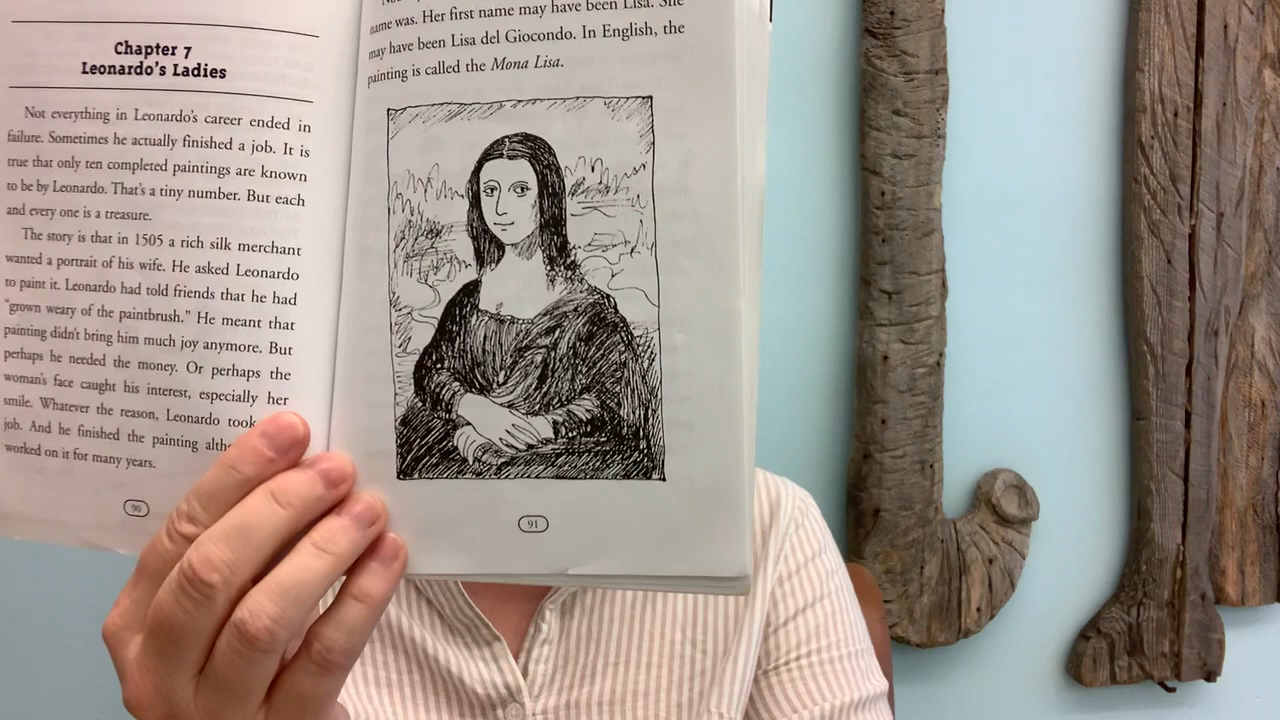 Chapter 7
Leonardo's Ladies
Not everything in Leonardo's career ended in
failure. Sometimes he actually finished a job. It is
true that only ten completed paintings are known
to be by Leonardo. That's a tiny number. But each
and every one is a treasure.
The story is that in 1505 a rich silk merchant
wanted a portrait of his wife. He asked Leonardo
to paint it. Leonardo had told friends that he had
"grown weary of the paintbrush." He meant that
painting didn't bring him much joy anymore. But
perhaps he needed the money. Or perhaps the
woman's face caught his interest, especially her
smile. Whatever the reason, Leonardo took
job. And he finished the painting
worked on it for many years.
90
name was. Her first name may have been Lisa. She
may have been Lisa del Giocondo. In English, the
painting is called the Mona Lisa.
91